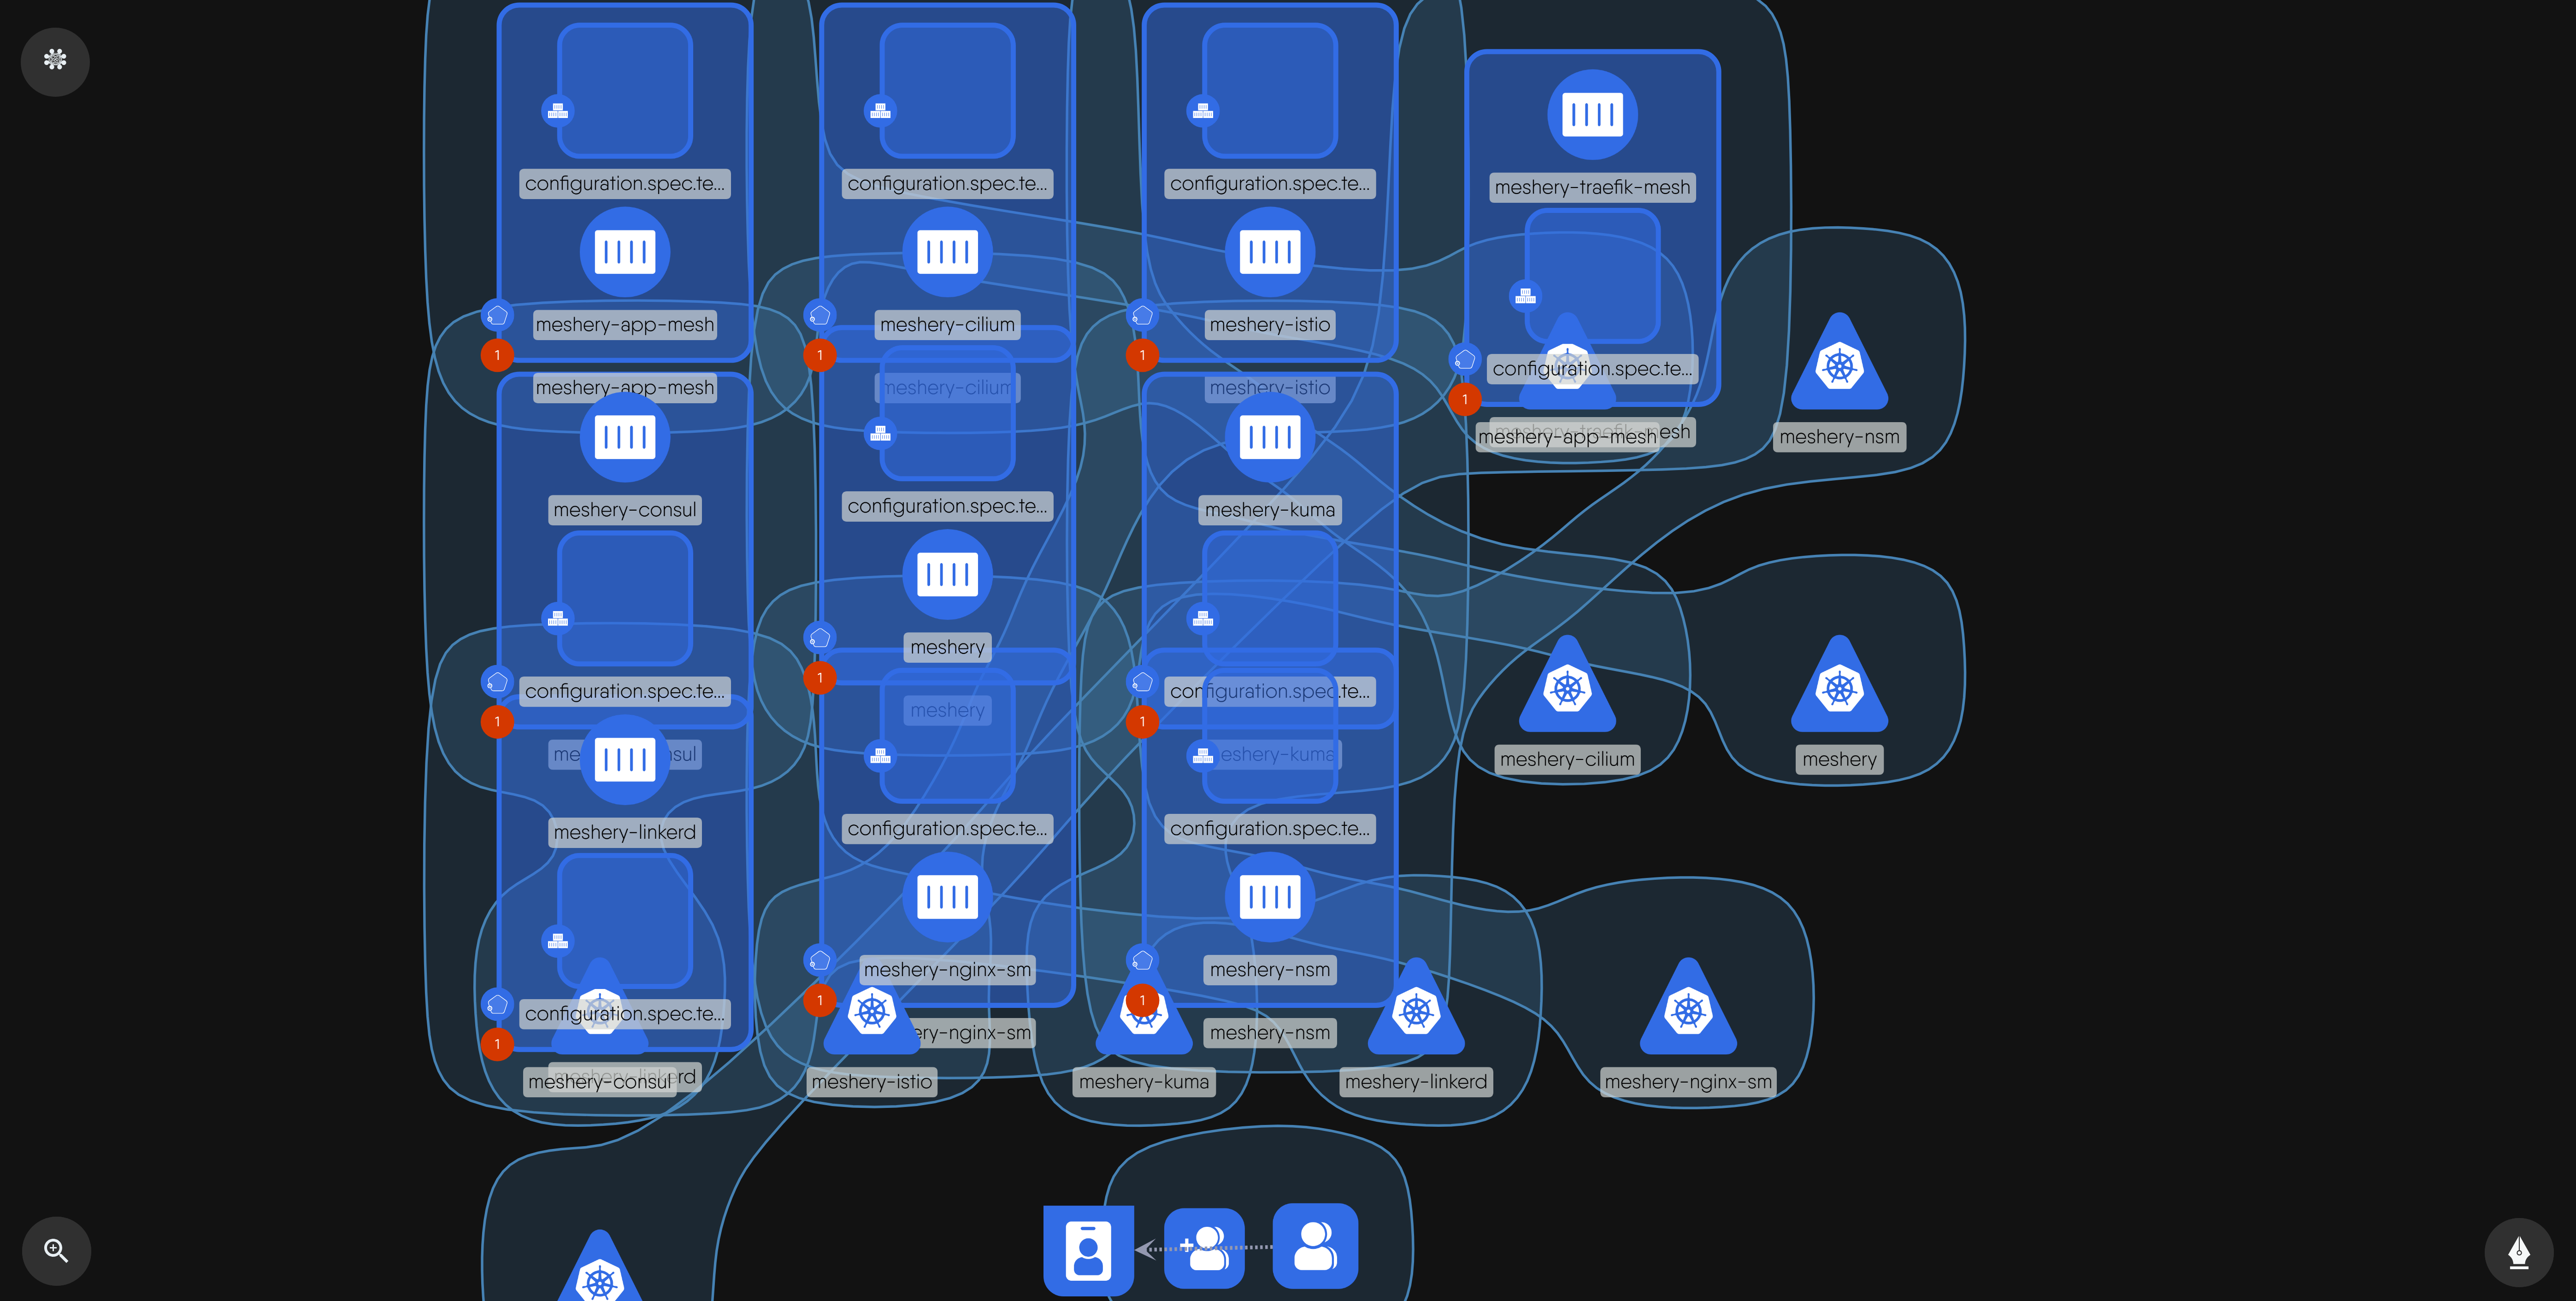 configuration.spec.te...
configuration.spec.te...
configuration.spec.te...
meshery-traefik-mesh
meshery-app-mesh
meshery-cilium
meshery-istio
1
1
1
configuration.spec.te...
1
meshery-app-mesh
meshery-cilium
meshery-istio
meshery-app-mesh
esh
meshery-nsm
configuration.spec.te...
meshery-consul
meshery-kuma
meshery
1
configuration.spec.te...
configuration.spec.te...
1
1
meshery
meshery-kuma
meshery-cilium
meshery
meshery-linkerd
configuration.spec.te...
configuration.spec.te...
meshery-nginx-sm
meshery-nsm
1
1
configuration.spec.te...
1
ery-nginx-sm
meshery-nsm
meshery-consul
rd
meshery-istio
meshery-kuma
meshery-linkerd
meshery-nginx-sm